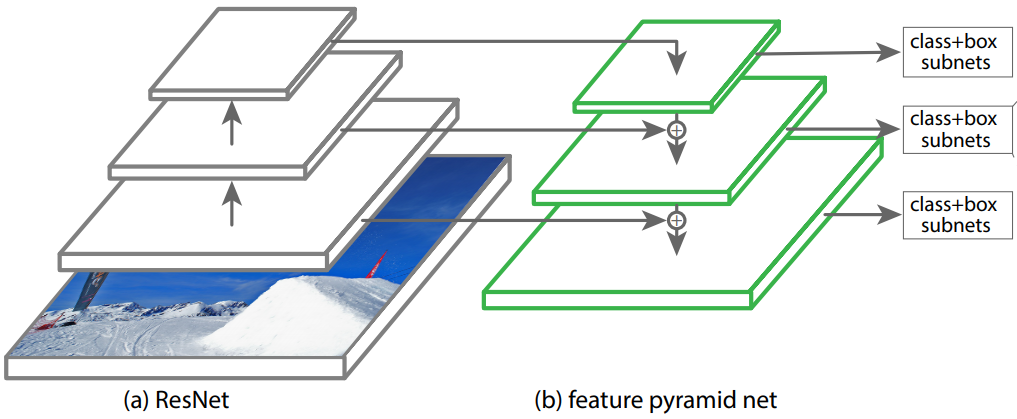 class+box
subnets
class+box
subnets
class+box
subnets
(a) ResNet
(b) feature pyramid net